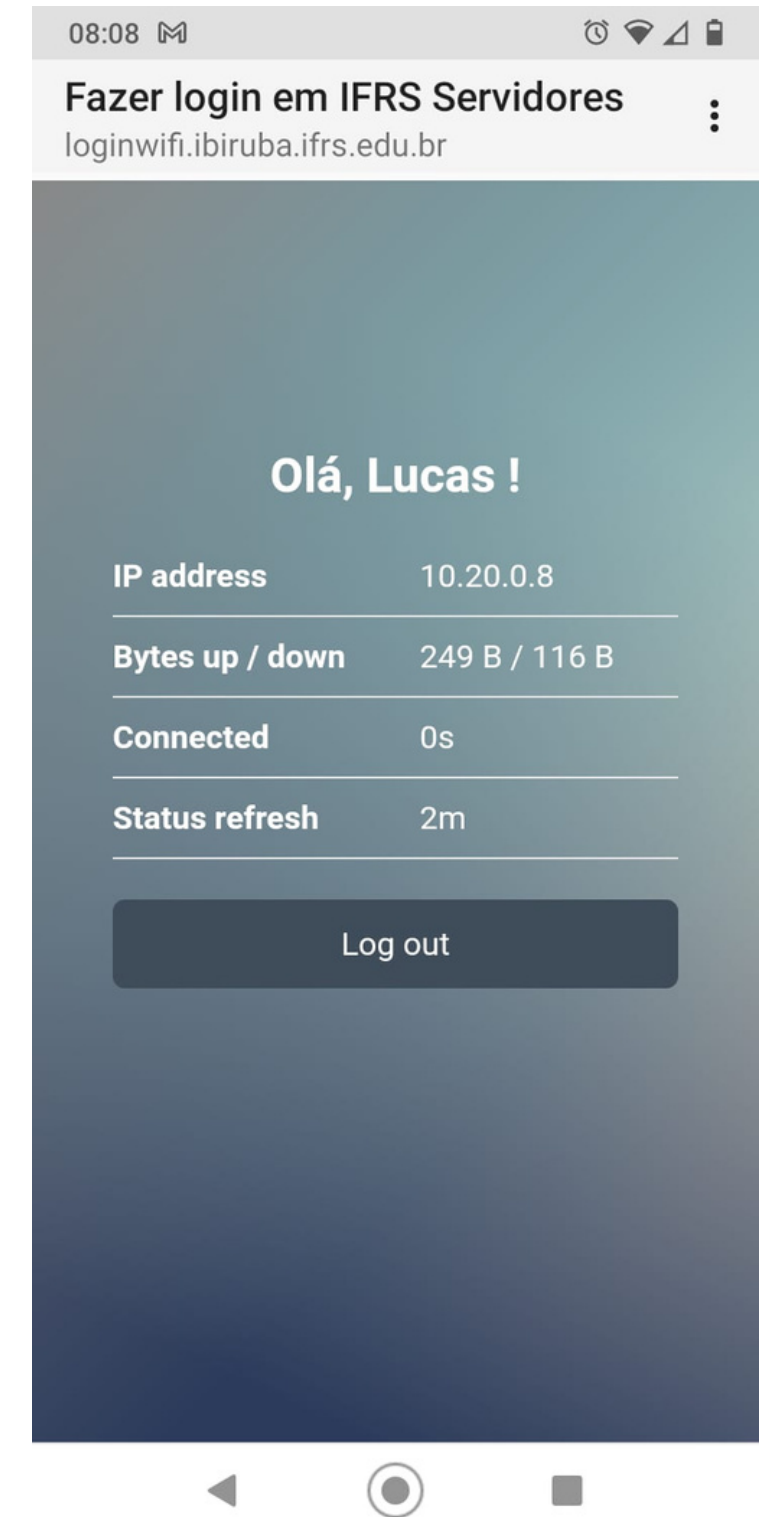 08:08
Fazer login em IFRS Servidores
loginwifi.ibiruba.ifrs.edu.br
Olá, Lucas !
IP address 10.20.0.8
Bytes up / down 249 B / 116 B
Connected 0s
Status refresh 2m
Log out